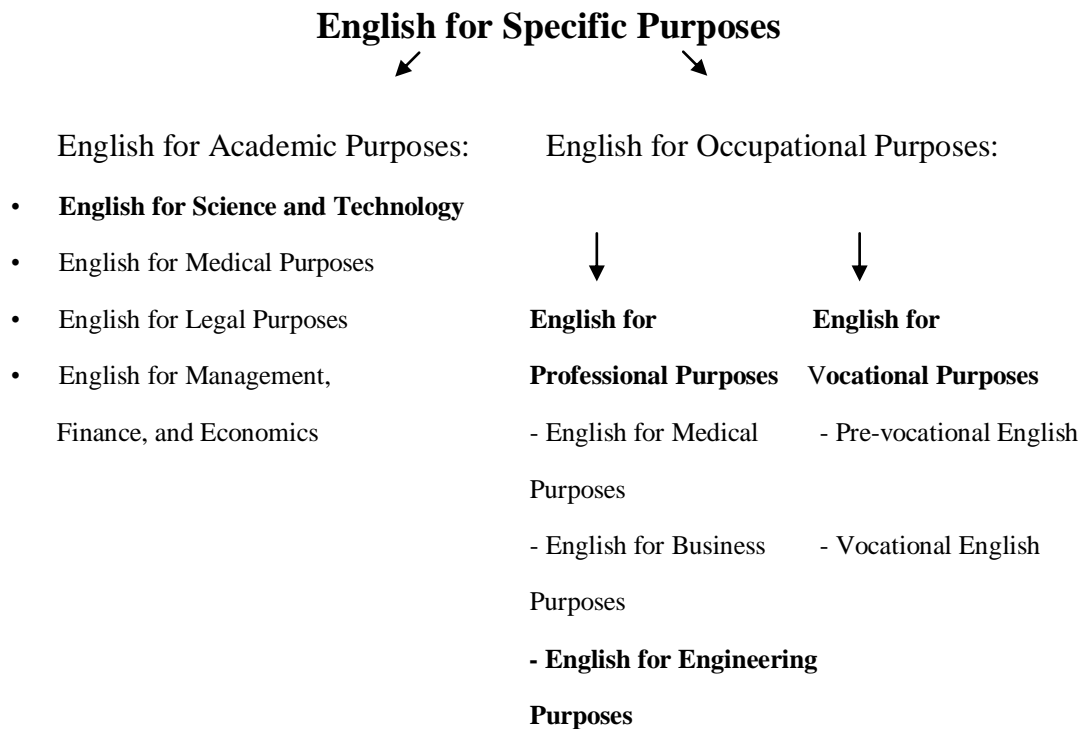 English for Specific Purposes
English for Academic Purposes:
• English for Science and Technology
• English for Medical Purposes
• English for Legal Purposes
• English for Management,
Finance, and Economics
English for Occupational Purposes:
English for
Professional Purposes
- English for Medical
Purposes
- English for Business
Purposes
- English for Engineering
Purposes
English for
Vocational Purposes
- Pre-vocational English
- Vocational English